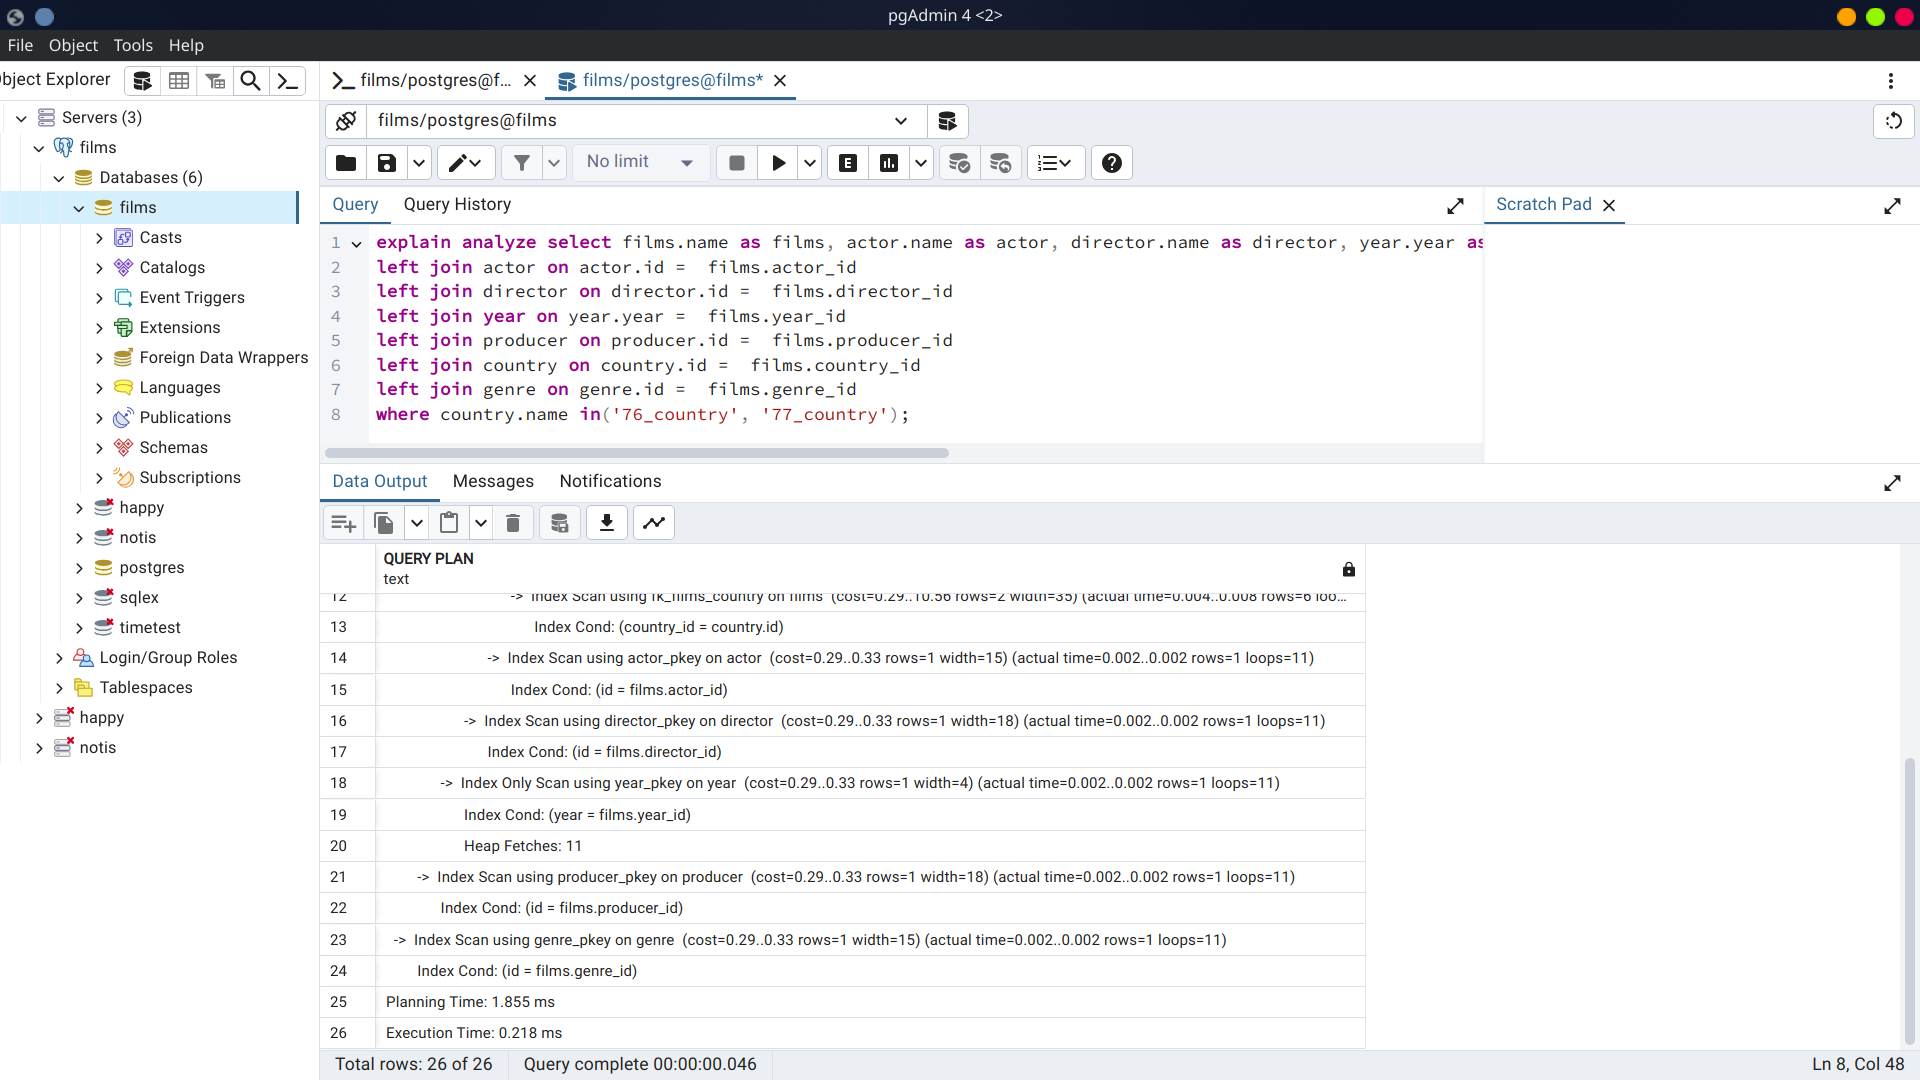 pgAdmin 4 <2>
File Object Tools Help
bject Explorer
films/postgres@f...
films/postgres@films*
Servers (3)
films
Databases (6)
films
Casts
Catalogs
Event Triggers
Extensions
Foreign Data Wrappers
Languages
Publications
Schemas
Subscriptions
happy
notis
postgres
sqlex
timetest
Login/Group Roles
Tablespaces
happy
notis
films/postgres@films
No limit
E
Query Query History
Scratch Pad
1 explain analyze select films.name as films, actor.name as actor, director.name as director, year.year as
2 left join actor on actor.id =  films.actor_id
3 left join director on director.id =  films.director_id
4 left join year on year.year =  films.year_id
5 left join producer on producer.id =  films.producer_id
6 left join country on country.id =  films.country_id
7 left join genre on genre.id =  films.genre_id
8 where country.name in('76_country', '77_country');
Data Output Messages Notifications
QUERY PLAN
text
12 -> Index Scan using fk_films_country on films (cost=0.29..10.56 rows=2 width=35) (actual time=0.004..0.008 rows=6 loo...
13 Index Cond: (country_id = country.id)
14 -> Index Scan using actor_pkey on actor (cost=0.29..0.33 rows=1 width=15) (actual time=0.002..0.002 rows=1 loops=11)
15 Index Cond: (id = films.actor_id)
16 -> Index Scan using director_pkey on director (cost=0.29..0.33 rows=1 width=18) (actual time=0.002..0.002 rows=1 loops=11)
17 Index Cond: (id = films.director_id)
18 -> Index Only Scan using year_pkey on year (cost=0.29..0.33 rows=1 width=4) (actual time=0.002..0.002 rows=1 loops=11)
19 Index Cond: (year = films.year_id)
20 Heap Fetches: 11
21 -> Index Scan using producer_pkey on producer (cost=0.29..0.33 rows=1 width=18) (actual time=0.002..0.002 rows=1 loops=11)
22 Index Cond: (id = films.producer_id)
23 -> Index Scan using genre_pkey on genre (cost=0.29..0.33 rows=1 width=15) (actual time=0.002..0.002 rows=1 loops=11)
24 Index Cond: (id = films.genre_id)
25 Planning Time: 1.855 ms
26 Execution Time: 0.218 ms
Total rows: 26 of 26 Query complete 00:00:00.046 Ln 8, Col 48